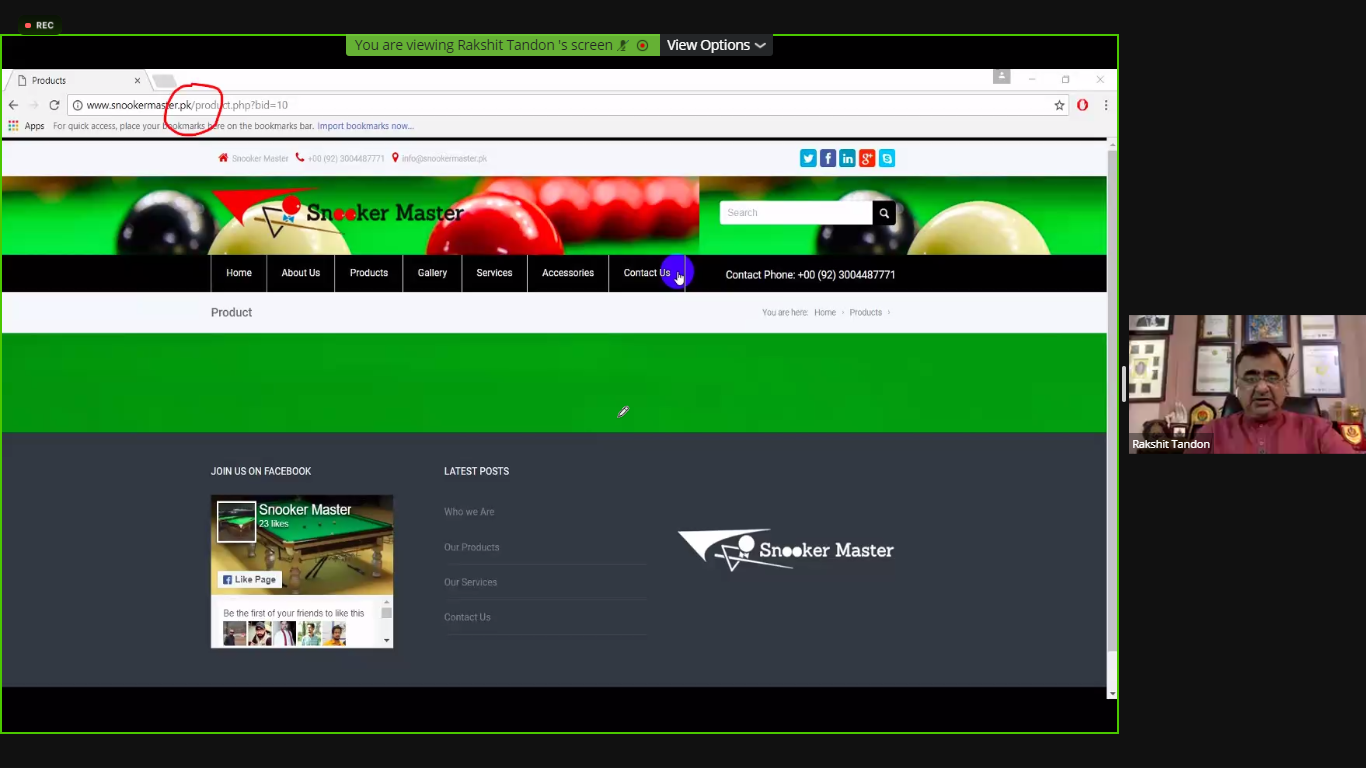 REC
You are viewing Rakshit Tandon 's screen
View Options
Products
www.snookermaster.pk/product.php?bid=10
Apps For quick access, place your bookmarks here on the bookmarks bar. Import bookmarks now...
Snooker Master +00 (92) 3004487771 info@snookermaster.pk
Snooker Master
Search
Home About Us Products Gallery Services Accessories Contact Us Contact Phone: +00 (92) 3004487771
Product
You are here: Home › Products ›
Rakshit Tandon
JOIN US ON FACEBOOK
LATEST POSTS
Snooker Master
23 likes
Like Page
Be the first of your friends to like this
Who we Are
Our Products
Our Services
Contact Us
Snooker Master